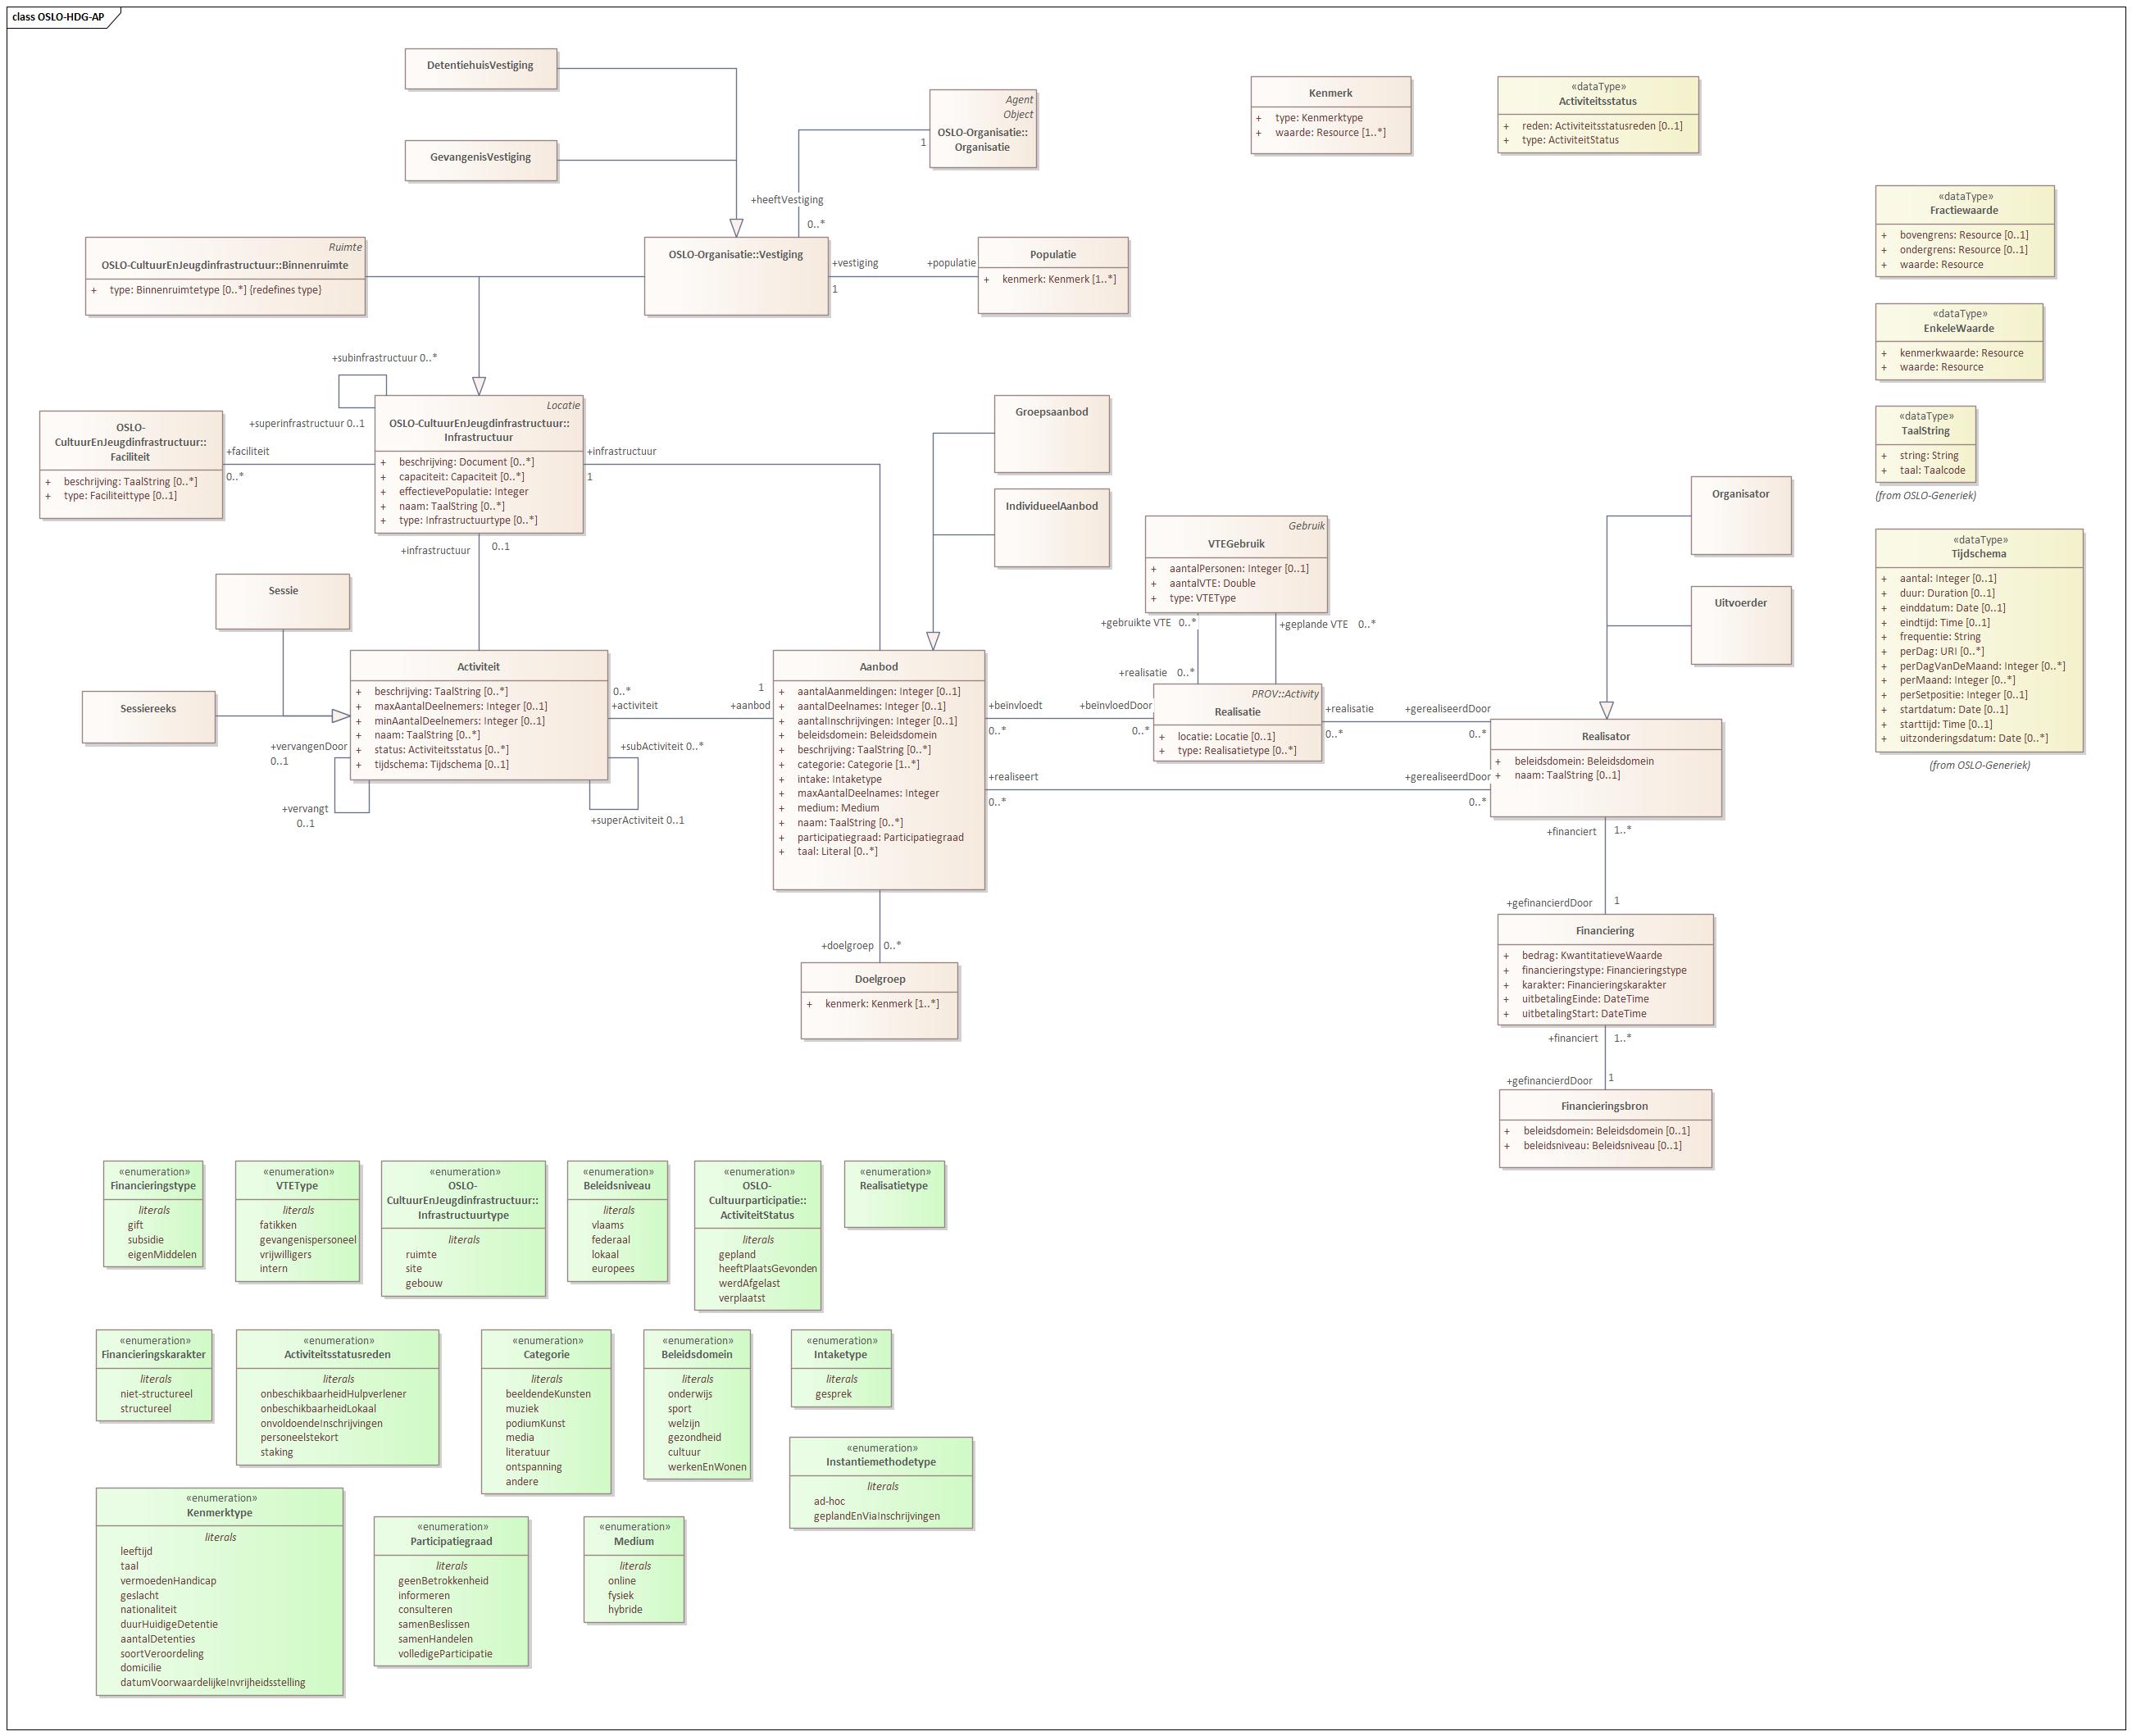 class OSLO-HDG-AP
DetentiehuisVestiging
GevangenisVestiging
Agent
Object
OSLO-Organisatie::
Organisatie
1
+heeftVestiging
0..*
Kenmerk
+ type: Kenmerktype
+ waarde: Resource [1..*]
«dataType»
Activiteitsstatus
+ reden: Activiteitsstatusreden [0..1]
+ type: ActiviteitStatus
«dataType»
Fractiewaarde
+ bovengrens: Resource [0..1]
+ ondergrens: Resource [0..1]
+ waarde: Resource
Ruimte
OSLO-CultuurEnJeugdinfrastructuur::Binnenruimte
+ type: Binnenruimtetype [0..*] {redefines type}
OSLO-Organisatie::Vestiging
+vestiging
1
+populatie
Populatie
+ kenmerk: Kenmerk [1..*]
«dataType»
EnkeleWaarde
+ kenmerkwaarde: Resource
+ waarde: Resource
+subinfrastructuur 0..*
+superinfrastructuur 0..1
OSLO-
CultuurEnJeugdinfrastructuur::
Faciliteit
+ beschrijving: TaalString [0..*]
+ type: Faciliteittype [0..1]
+faciliteit
0..*
Locatie
OSLO-CultuurEnJeugdinfrastructuur::
Infrastructuur
+ beschrijving: Document [0..*]
+ capaciteit: Capaciteit [0..*]
+ effectievePopulatie: Integer
+ naam: TaalString [0..*]
+ type: Infrastructuurtype [0..*]
+infrastructuur
1
+infrastructuur
0..1
Groepsaanbod
IndividueelAanbod
«dataType»
TaalString
+ string: String
+ taal: Taalcode
(from OSLO-Generiek)
Organisator
Uitvoerder
Gebruik
VTEGebruik
+ aantalPersonen: Integer [0..1]
+ aantalVTE: Double
+ type: VTEType
+gebruikte VTE 0..*
+geplande VTE 0..*
+realisatie 0..*
«dataType»
Tijdschema
+ aantal: Integer [0..1]
+ duur: Duration [0..1]
+ einddatum: Date [0..1]
+ eindtijd: Time [0..1]
+ frequentie: String
+ perDag: URI [0..*]
+ perDagVanDeMaand: Integer [0..*]
+ perMaand: Integer [0..*]
+ perSetpositie: Integer [0..1]
+ startdatum: Date [0..1]
+ starttijd: Time [0..1]
+ uitzonderingsdatum: Date [0..*]
(from OSLO-Generiek)
Sessie
Sessiereeks
Activiteit
+ beschrijving: TaalString [0..*]
+ maxAantalDeelnemers: Integer [0..1]
+ minAantalDeelnemers: Integer [0..1]
+ naam: TaalString [0..*]
+ status: Activiteitsstatus [0..*]
+ tijdschema: Tijdschema [0..1]
+vervangenDoor
0..1
+vervangt
0..1
+subActiviteit 0..*
+superActiviteit 0..1
0..*
+activiteit
1
+aanbod
Aanbod
+ aantalAanmeldingen: Integer [0..1]
+ aantalDeelnames: Integer [0..1]
+ aantalInschrijvingen: Integer [0..1]
+ beleidsdomein: Beleidsdomein
+ beschrijving: TaalString [0..*]
+ categorie: Categorie [1..*]
+ intake: Intaketype
+ maxAantalDeelnames: Integer
+ medium: Medium
+ naam: TaalString [0..*]
+ participatiegraad: Participatiegraad
+ taal: Literal [0..*]
+beinvloedt
0..*
+beinvloedDoor
0..*
PROV::Activity
Realisatie
+ locatie: Locatie [0..1]
+ type: Realisatietype [0..*]
+realisatie
0..*
+gerealiseerdDoor
0..*
+realiseert
0..*
+gerealiseerdDoor
0..*
Realisator
+ beleidsdomein: Beleidsdomein
+ naam: TaalString [0..1]
+financiert 1..*
+gefinancierdDoor 1
Financiering
+ bedrag: KwantitatieveWaarde
+ financieringstype: Financieringstype
+ karakter: Financieringskarakter
+ uitbetalingEinde: DateTime
+ uitbetalingStart: DateTime
+financiert 1..*
+gefinancierdDoor 1
Financieringsbron
+ beleidsdomein: Beleidsdomein [0..1]
+ beleidsniveau: Beleidsniveau [0..1]
+doelgroep 0..*
Doelgroep
+ kenmerk: Kenmerk [1..*]
«enumeration»
Financieringstype
literals
gift
subsidie
eigenMiddelen
«enumeration»
VTEType
literals
fatikken
gevangenispersoneel
vrijwilligers
intern
«enumeration»
OSLO-
CultuurEnJeugdinfrastructuur::
Infrastructuurtype
literals
ruimte
site
gebouw
«enumeration»
Beleidsniveau
literals
vlaams
federaal
lokaal
europees
«enumeration»
OSLO-
Cultuurparticipatie::
ActiviteitStatus
literals
gepland
heeftPlaatsGevonden
werdAfgelast
verplaatst
«enumeration»
Realisatietype
«enumeration»
Financieringskarakter
literals
niet-structureel
structureel
«enumeration»
Activiteitsstatusreden
literals
onbeschikbaarheidHulpverlener
onbeschikbaarheidLokaal
onvoldoendeInschrijvingen
personeelstekort
staking
«enumeration»
Categorie
literals
beeldendeKunsten
muziek
podiumKunst
media
literatuur
ontspanning
andere
«enumeration»
Beleidsdomein
literals
onderwijs
sport
welzijn
gezondheid
cultuur
werkenEnWonen
«enumeration»
Intaketype
literals
gesprek
«enumeration»
Instantiemethodetype
literals
ad-hoc
geplandEnViaInschrijvingen
«enumeration»
Kenmerktype
literals
leeftijd
taal
vermoedenHandicap
geslacht
nationaliteit
duurHuidigeDetentie
aantalDetenties
soortVeroordeling
domicilie
datumVoorwaardelijkeInvrijheidsstelling
«enumeration»
Participatiegraad
literals
geenBetrokkenheid
informeren
consulteren
samenBeslissen
samenHandelen
volledigeParticipatie
«enumeration»
Medium
literals
online
fysiek
hybride